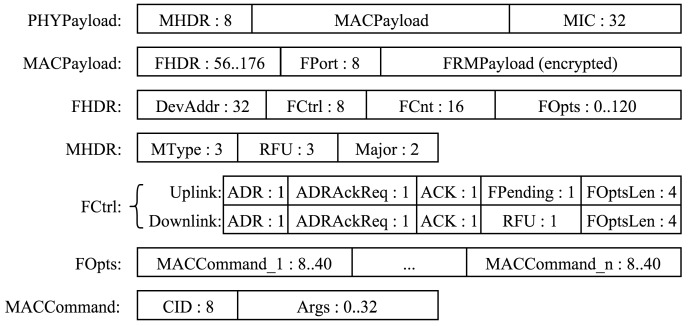 PHYPayload: MHDR : 8 MACPayload MIC : 32
MACPayload: FHDR : 56..176 FPort : 8 FRMPayload (encrypted)
FHDR: DevAddr : 32 FCtrl : 8 FCnt : 16 FOpts : 0..120
MHDR: MType : 3 RFU : 3 Major : 2
FCtrl: Uplink: ADR : 1 ADRAckReq : 1 ACK : 1 FPending : 1 FOptsLen : 4
Downlink: ADR : 1 ADRAckReq : 1 ACK : 1 RFU : 1 FOptsLen : 4
FOpts: MACCommand_1 : 8..40 ... MACCommand_n : 8..40
MACCommand: CID : 8 Args : 0..32